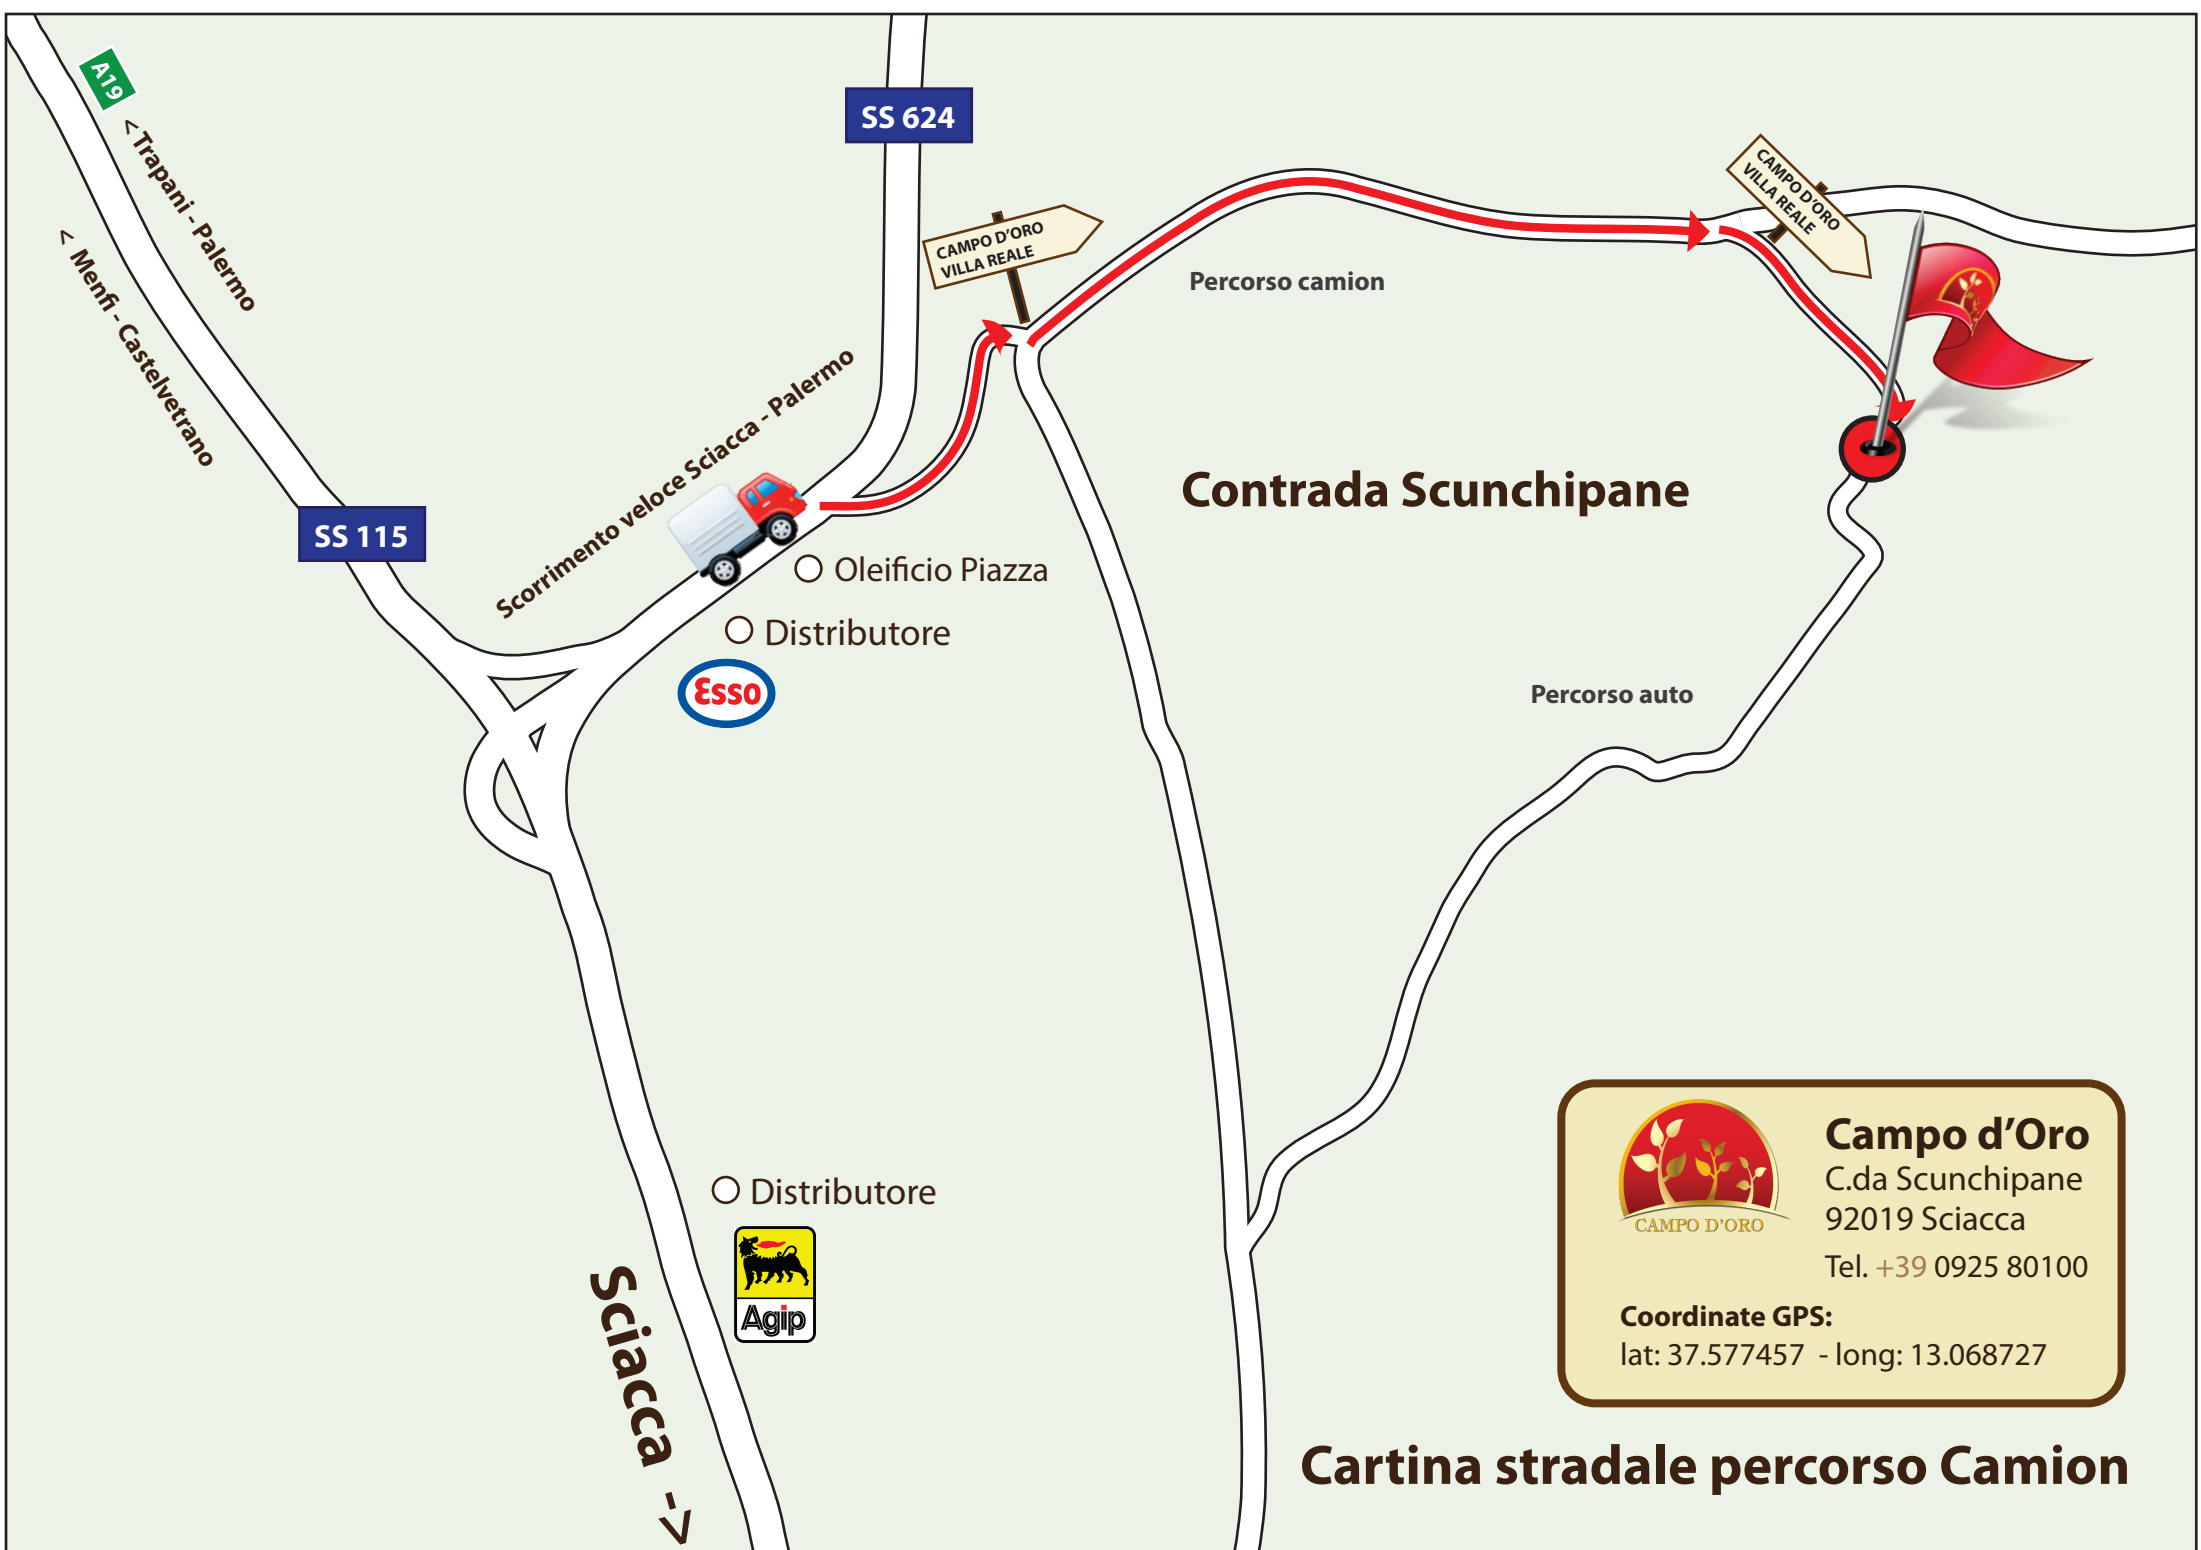 A19
< Trapani - Palermo
< Menfi - Castelvetrano
SS 624
CAMPO D'ORO
VILLA REALE
CAMPO D'ORO
VILLA REALE
Percorso camion
Scorrimento veloce Sciacca - Palermo
Contrada Scunchipane
SS 115
Oleificio Piazza
Distributore
Esso
Percorso auto
Distributore
Agip
Sciacca ->
CAMPO D'ORO
Campo d'Oro
C.da Scunchipane
92019 Sciacca
Tel. +39 0925 80100
Coordinate GPS:
lat: 37.577457 - long: 13.068727
Cartina stradale percorso Camion